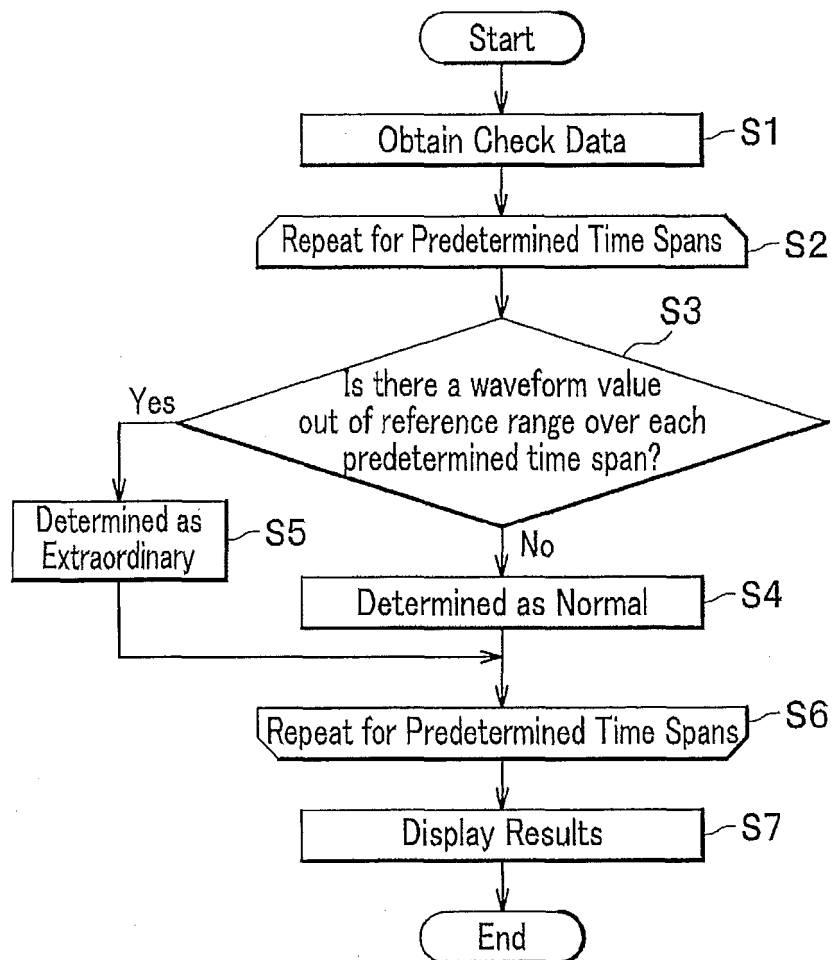 Start
Obtain Check Data
S1
Repeat for Predetermined Time Spans
S2
S3
Is there a waveform value
out of reference range over each
predetermined time span?
Yes
Determined as
Extraordinary
S5
No
Determined as Normal
S4
Repeat for Predetermined Time Spans
S6
Display Results
S7
End